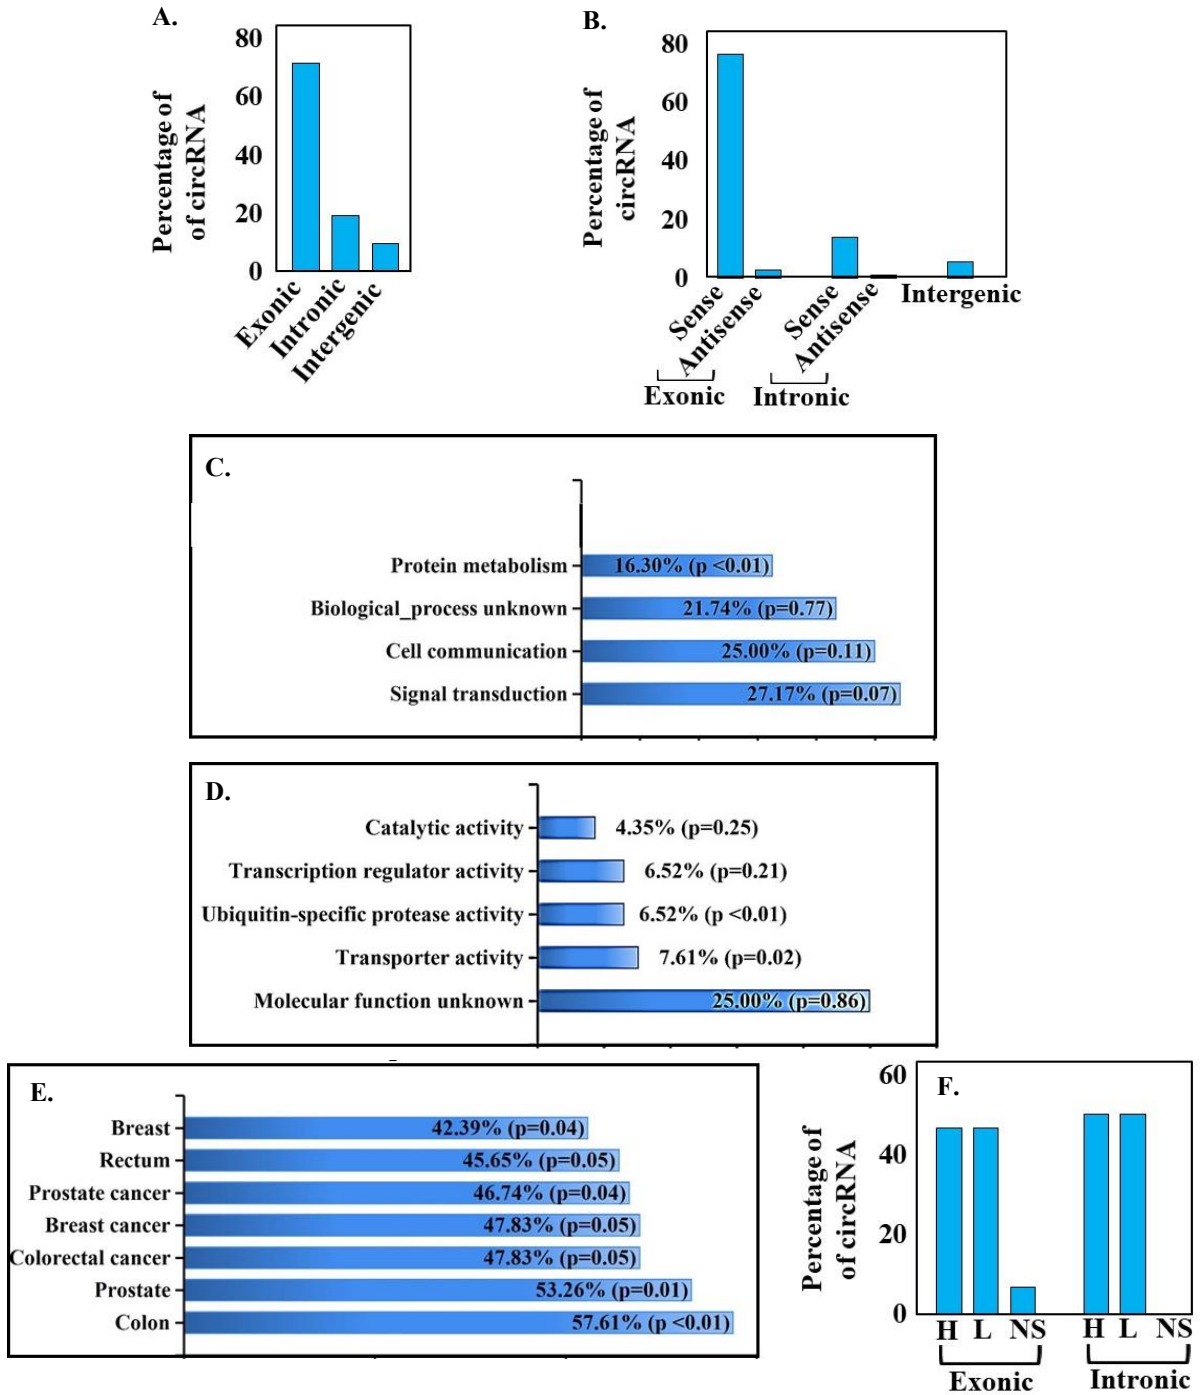 A.
Percentage of
of circRNA
80
60
40
20
0
Exonic
Intronic
Intergenic
B.
Percentage of
circRNA
80
60
40
20
0
Sense
Antisense
Sense
Antisense
Intergenic
Exonic
Intronic
C.
Protein metabolism 16.30% (p <0.01)
Biological_process unknown 21.74% (p=0.77)
Cell communication 25.00% (p=0.11)
Signal transduction 27.17% (p=0.07)
D.
Catalytic activity 4.35% (p=0.25)
Transcription regulator activity 6.52% (p=0.21)
Ubiquitin-specific protease activity 6.52% (p <0.01)
Transporter activity 7.61% (p=0.02)
Molecular function unknown 25.00% (p=0.86)
E.
Breast 42.39% (p=0.04)
Rectum 45.65% (p=0.05)
Prostate cancer 46.74% (p=0.04)
Breast cancer 47.83% (p=0.05)
Colorectal cancer 47.83% (p=0.05)
Prostate 53.26% (p=0.01)
Colon 57.61% (p <0.01)
F.
Percentage of
of circRNA
60
40
20
0
H L NS H L NS
Exonic Intronic